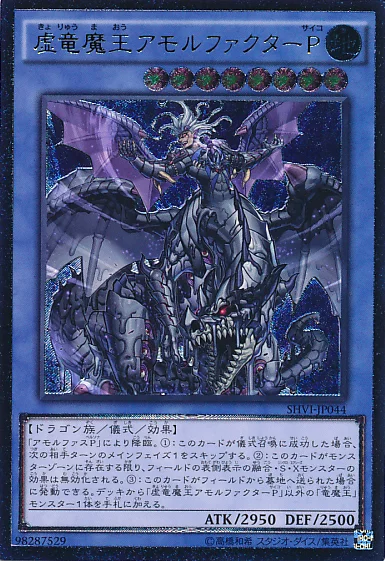 虚竜魔王アモルファクターP
きょりゅうまおう
サイコ
地
SHVI-JP044
【ドラゴン族/儀式/効果】
「アモルファスP」により降臨。①:このカードが儀式召喚に成功した場合、
次の相手ターンのメインフェイズ1をスキップする。②:このカードがモン
スターゾーンに存在する限り、フィールドの表側表示の融合・S・Xモンスターの
効果は無効化される。③:このカードがフィールドから墓地へ送られた場合
に発動できる。デッキから「虚竜魔王アモルファクターP」以外の「竜魔王」
モンスター1体を手札に加える。
ATK/2950 DEF/2500
98287529
©高橋和希 スタジオ・ダイス/集英社